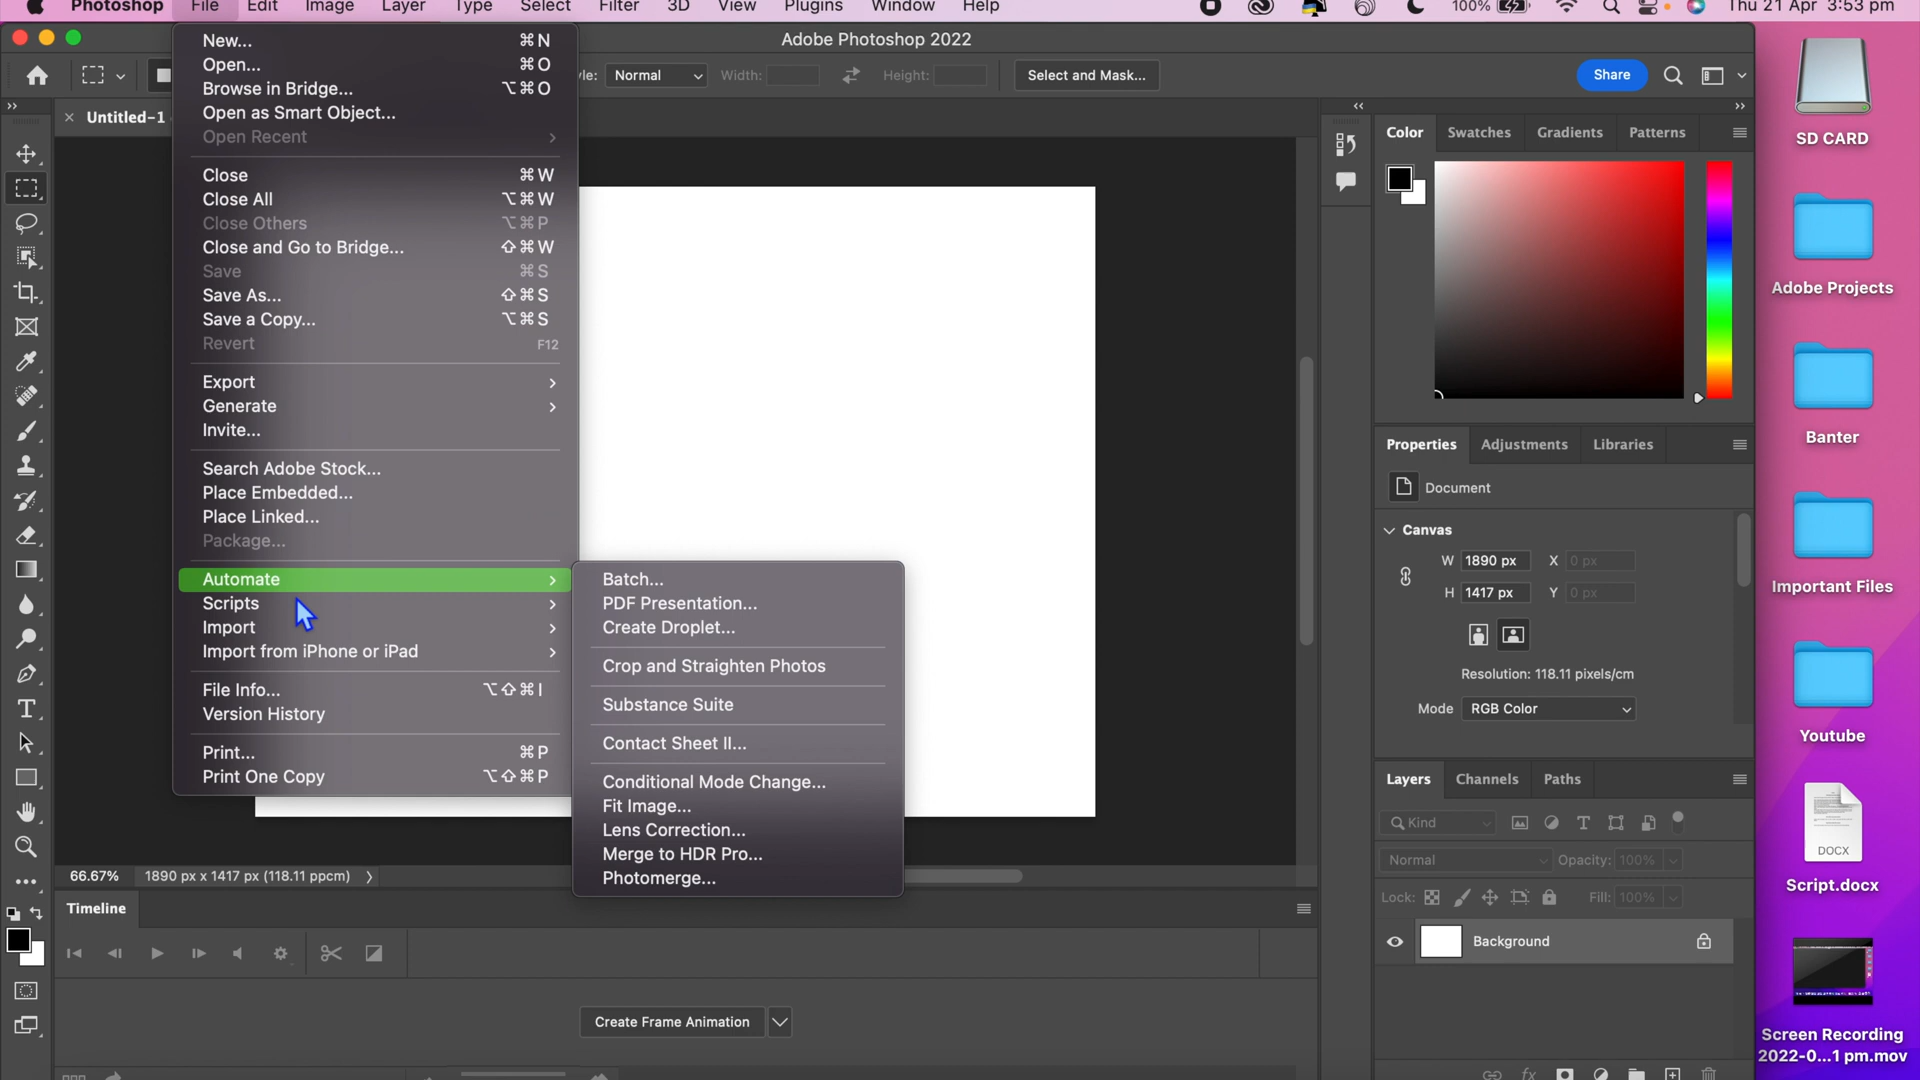 Photoshop File Edit Image Layer Type Select Filter 3D View Plugins Window Help 100% Thu 21 Apr 3:53 pm
Adobe Photoshop 2022
Normal Width: Height: Select and Mask... Share
Untitled-1
New... ⌘N
Open... ⌘O
Browse in Bridge... ⌥⌘O
Open as Smart Object...
Open Recent
Close ⌘W
Close All ⌥⌘W
Close Others ⌥⌘P
Close and Go to Bridge... ⇧⌘W
Save ⌘S
Save As... ⇧⌘S
Save a Copy... ⌥⌘S
Revert F12
Export
Generate
Invite...
Search Adobe Stock...
Place Embedded...
Place Linked...
Package...
Automate
Scripts
Import
Import from iPhone or iPad
File Info... ⌥⇧⌘I
Version History
Print... ⌘P
Print One Copy ⌥⇧⌘P
Batch...
PDF Presentation...
Create Droplet...
Crop and Straighten Photos
Substance Suite
Contact Sheet II...
Conditional Mode Change...
Fit Image...
Lens Correction...
Merge to HDR Pro...
Photomerge...
66.67% 1890 px x 1417 px (118.11 ppcm)
Timeline
Create Frame Animation
Color Swatches Gradients Patterns
Properties Adjustments Libraries
Document
Canvas
W 1890 px X 0 px
H 1417 px Y 0 px
Resolution: 118.11 pixels/cm
Mode RGB Color
Layers Channels Paths
Kind
Normal Opacity: 100%
Lock: Fill: 100%
Background
fx
SD CARD
Adobe Projects
Banter
Important Files
Youtube
DOCX
Script.docx
Screen Recording
2022-0...1 pm.mov